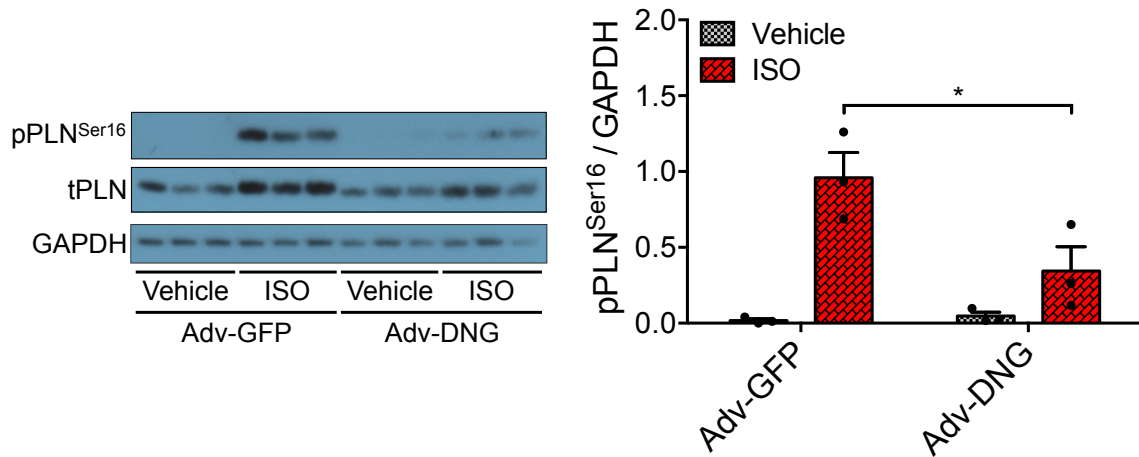 pPLNSer16
tPLN
GAPDH
Vehicle ISO Vehicle ISO
Adv-GFP Adv-DNG
pPLNSer16 / GAPDH
2.0
1.5
1.0
0.5
0.0
Vehicle
ISO
*
Adv-GFP
Adv-DNG